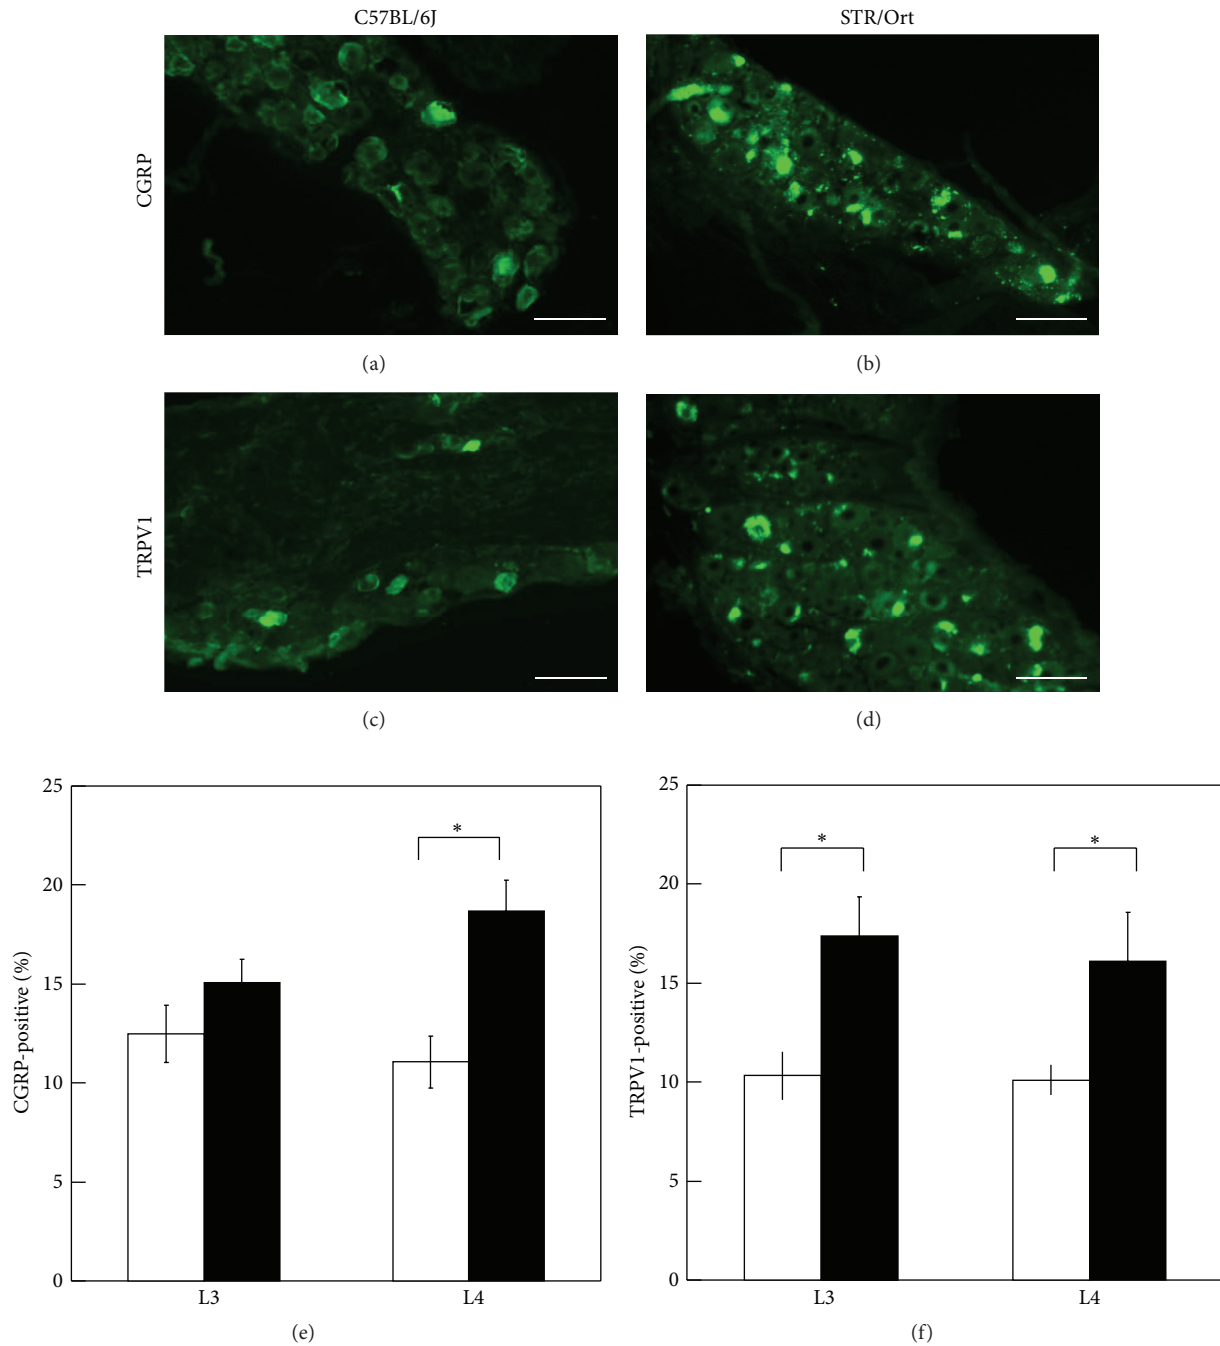 C57BL/6J
STR/Ort
CGRP
(a)
(b)
TRPV1
(c)
(d)
CGRP-positive (%)
25
20
15
10
5
0
*
L3
L4
(e)
TRPV1-positive (%)
25
20
15
10
5
0
*
*
L3
L4
(f)